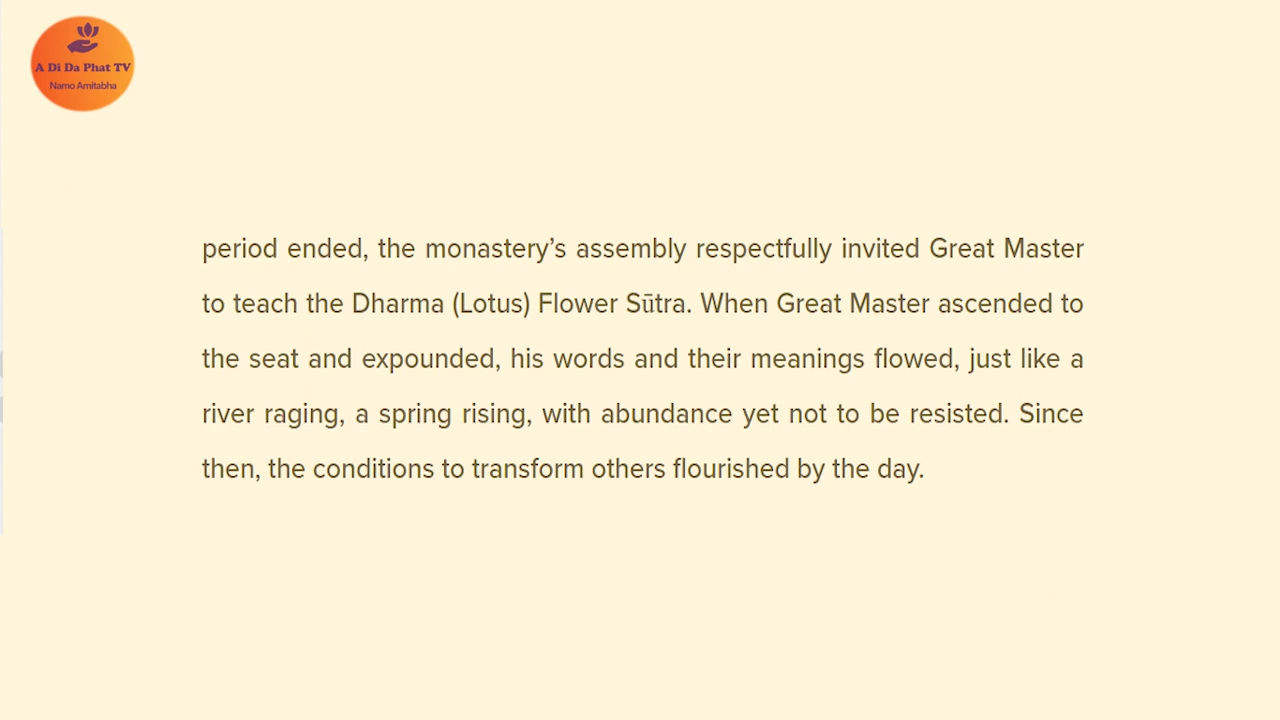 A Di Da Phat TV
Namo Amitabha
period ended, the monastery’s assembly respectfully invited Great Master
to teach the Dharma (Lotus) Flower Sūtra. When Great Master ascended to
the seat and expounded, his words and their meanings flowed, just like a
river raging, a spring rising, with abundance yet not to be resisted. Since
then, the conditions to transform others flourished by the day.